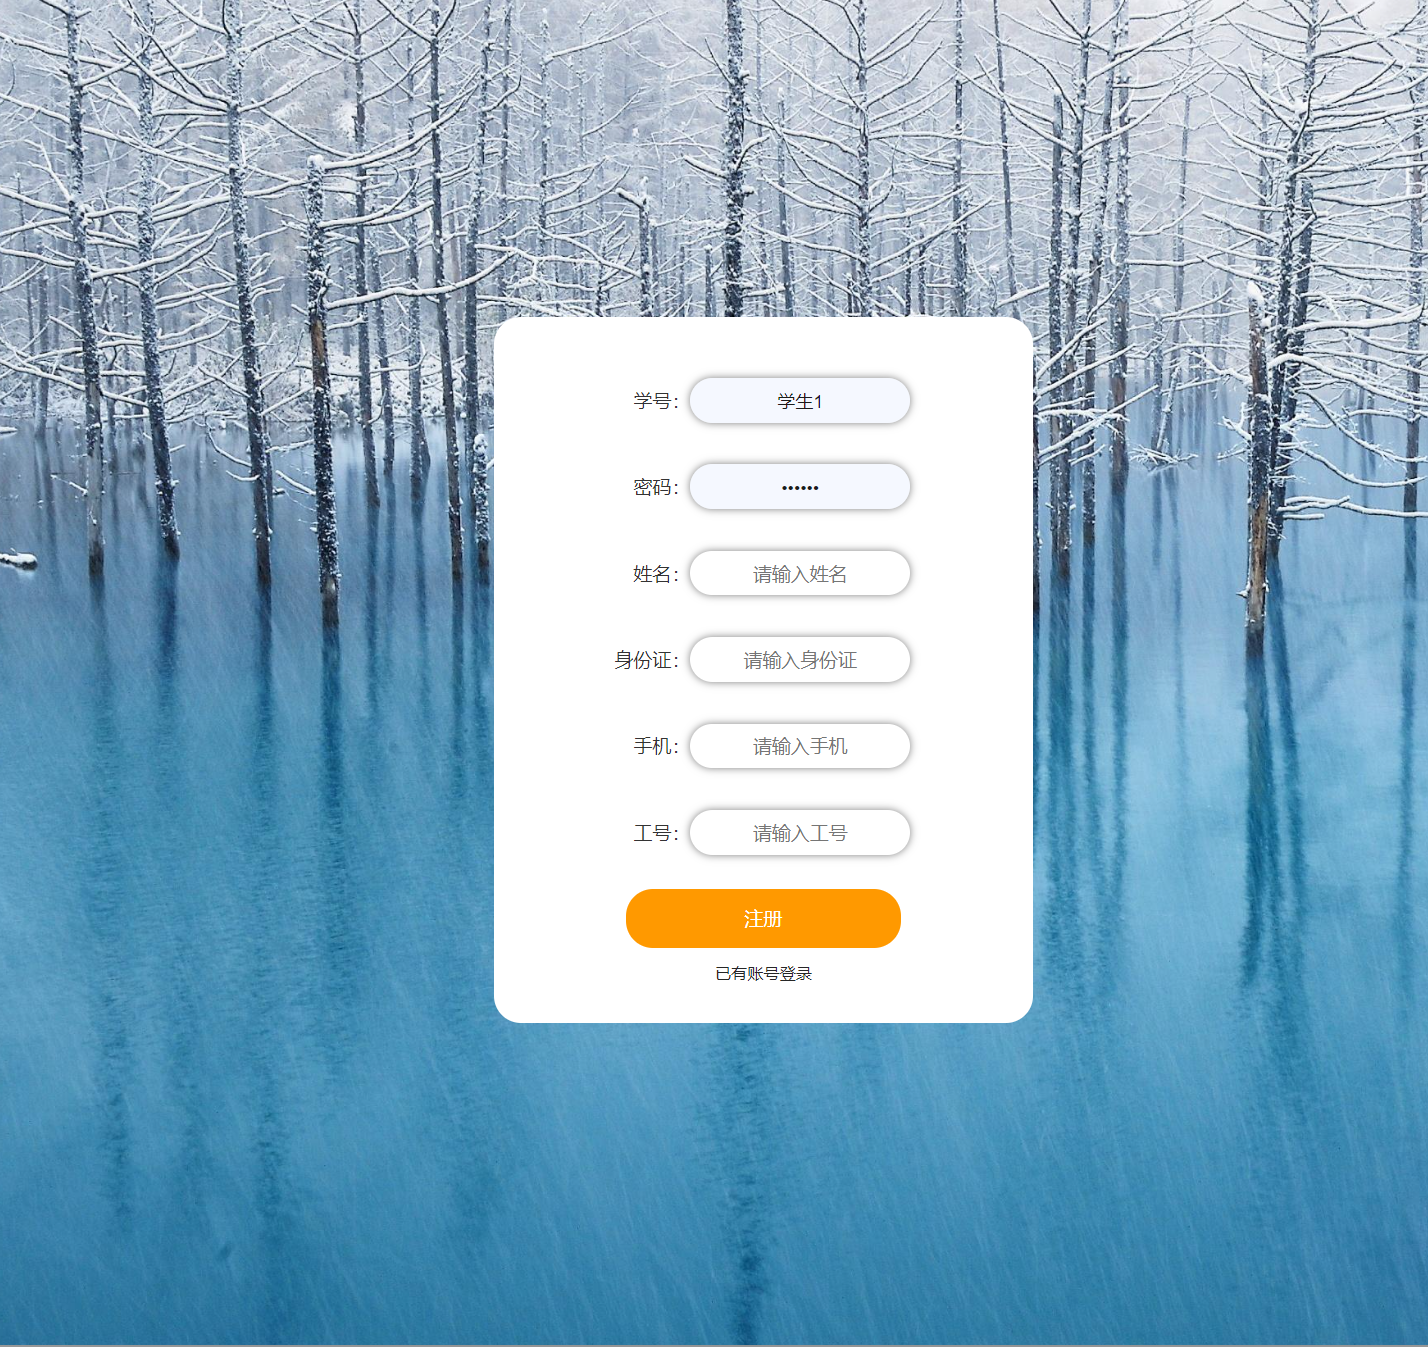 学号： 学生1
密码： ••••••
姓名： 请输入姓名
身份证： 请输入身份证
手机： 请输入手机
工号： 请输入工号
注册
已有账号登录